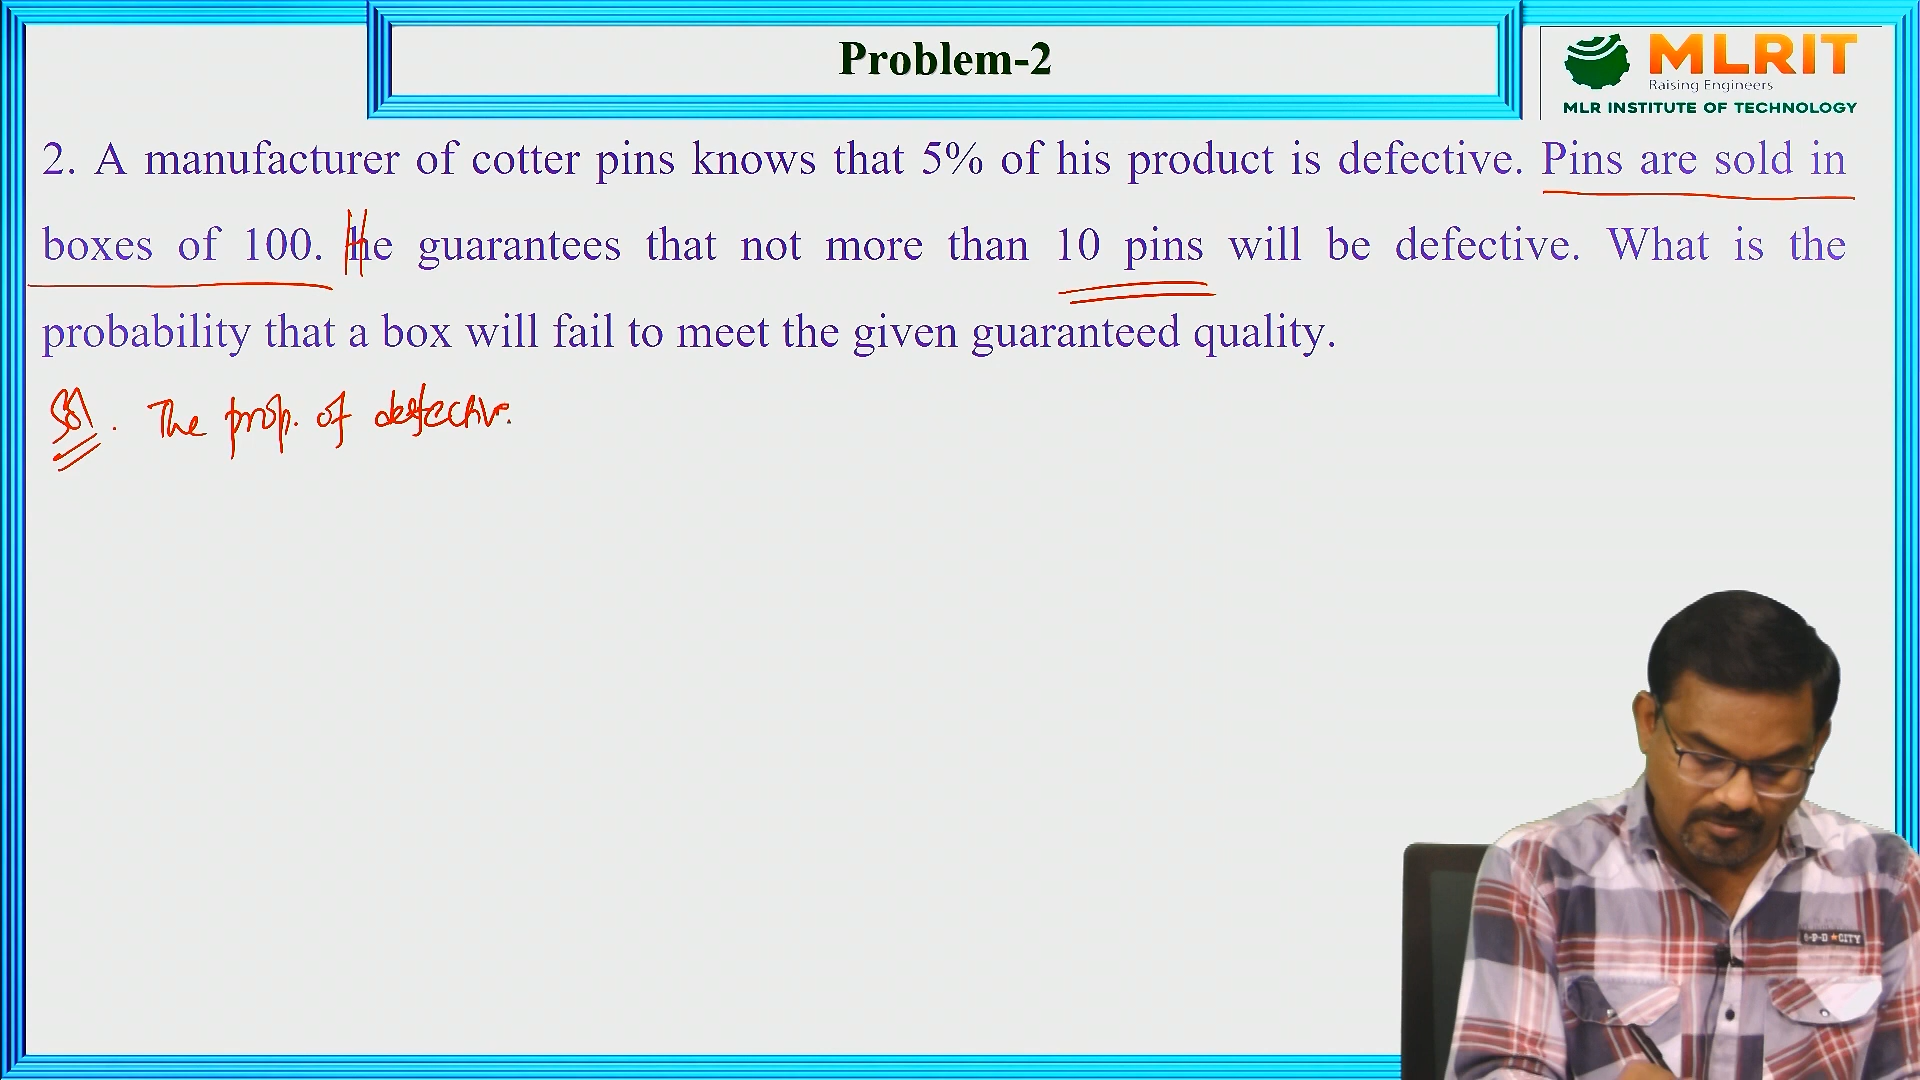 Problem-2
MLRIT
Raising Engineers
MLR INSTITUTE OF TECHNOLOGY
2. A manufacturer of cotter pins knows that 5% of his product is defective. Pins are sold in
boxes of 100. He guarantees that not more than 10 pins will be defective. What is the
probability that a box will fail to meet the given guaranteed quality.
Sol. The prop. of defective.
6-P-D CITY